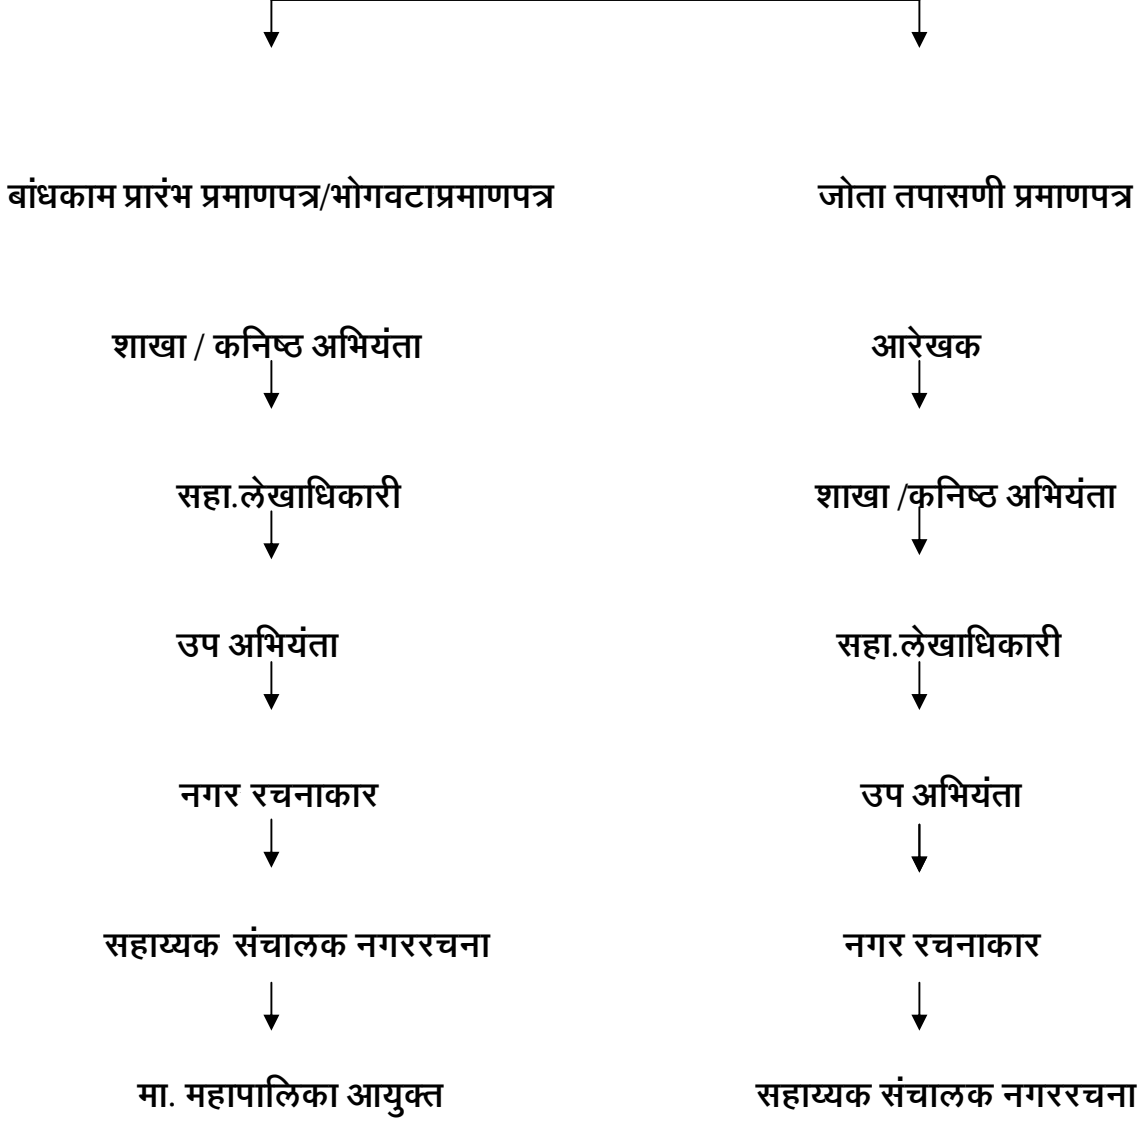 बांधकाम प्रारंभ प्रमाणपत्र/भोगवटाप्रमाणपत्र
शाखा / कनिष्ठ अभियंता
सहा.लेखाधिकारी
उप अभियंता
नगर रचनाकार
सहाय्यक संचालक नगररचना
मा. महापालिका आयुक्त
जोता तपासणी प्रमाणपत्र
आरेखक
शाखा /कनिष्ठ अभियंता
सहा.लेखाधिकारी
उप अभियंता
नगर रचनाकार
सहाय्यक संचालक नगररचना